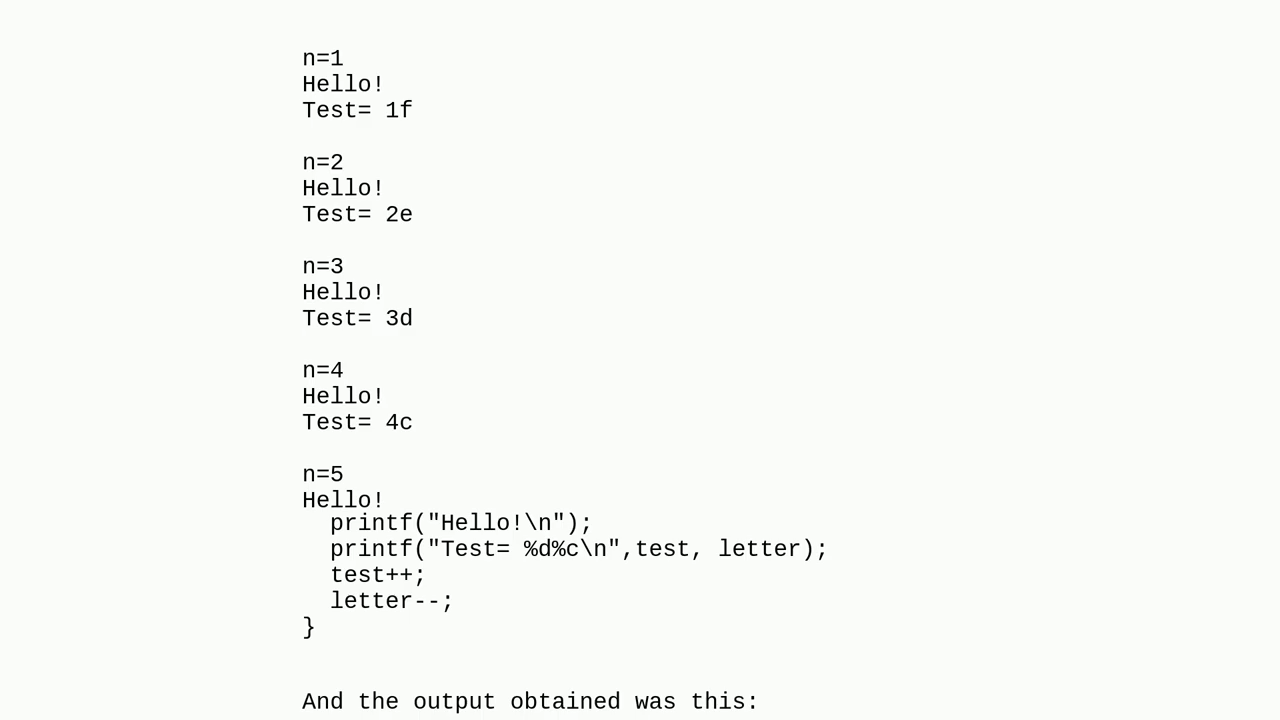 n=1
Hello!
Test= 1f
n=2
Hello!
Test= 2e
n=3
Hello!
Test= 3d
n=4
Hello!
Test= 4c
n=5
Hello!
printf("Hello!\n");
printf("Test= %d%c\n",test, letter);
test++;
letter--;
}
And the output obtained was this: